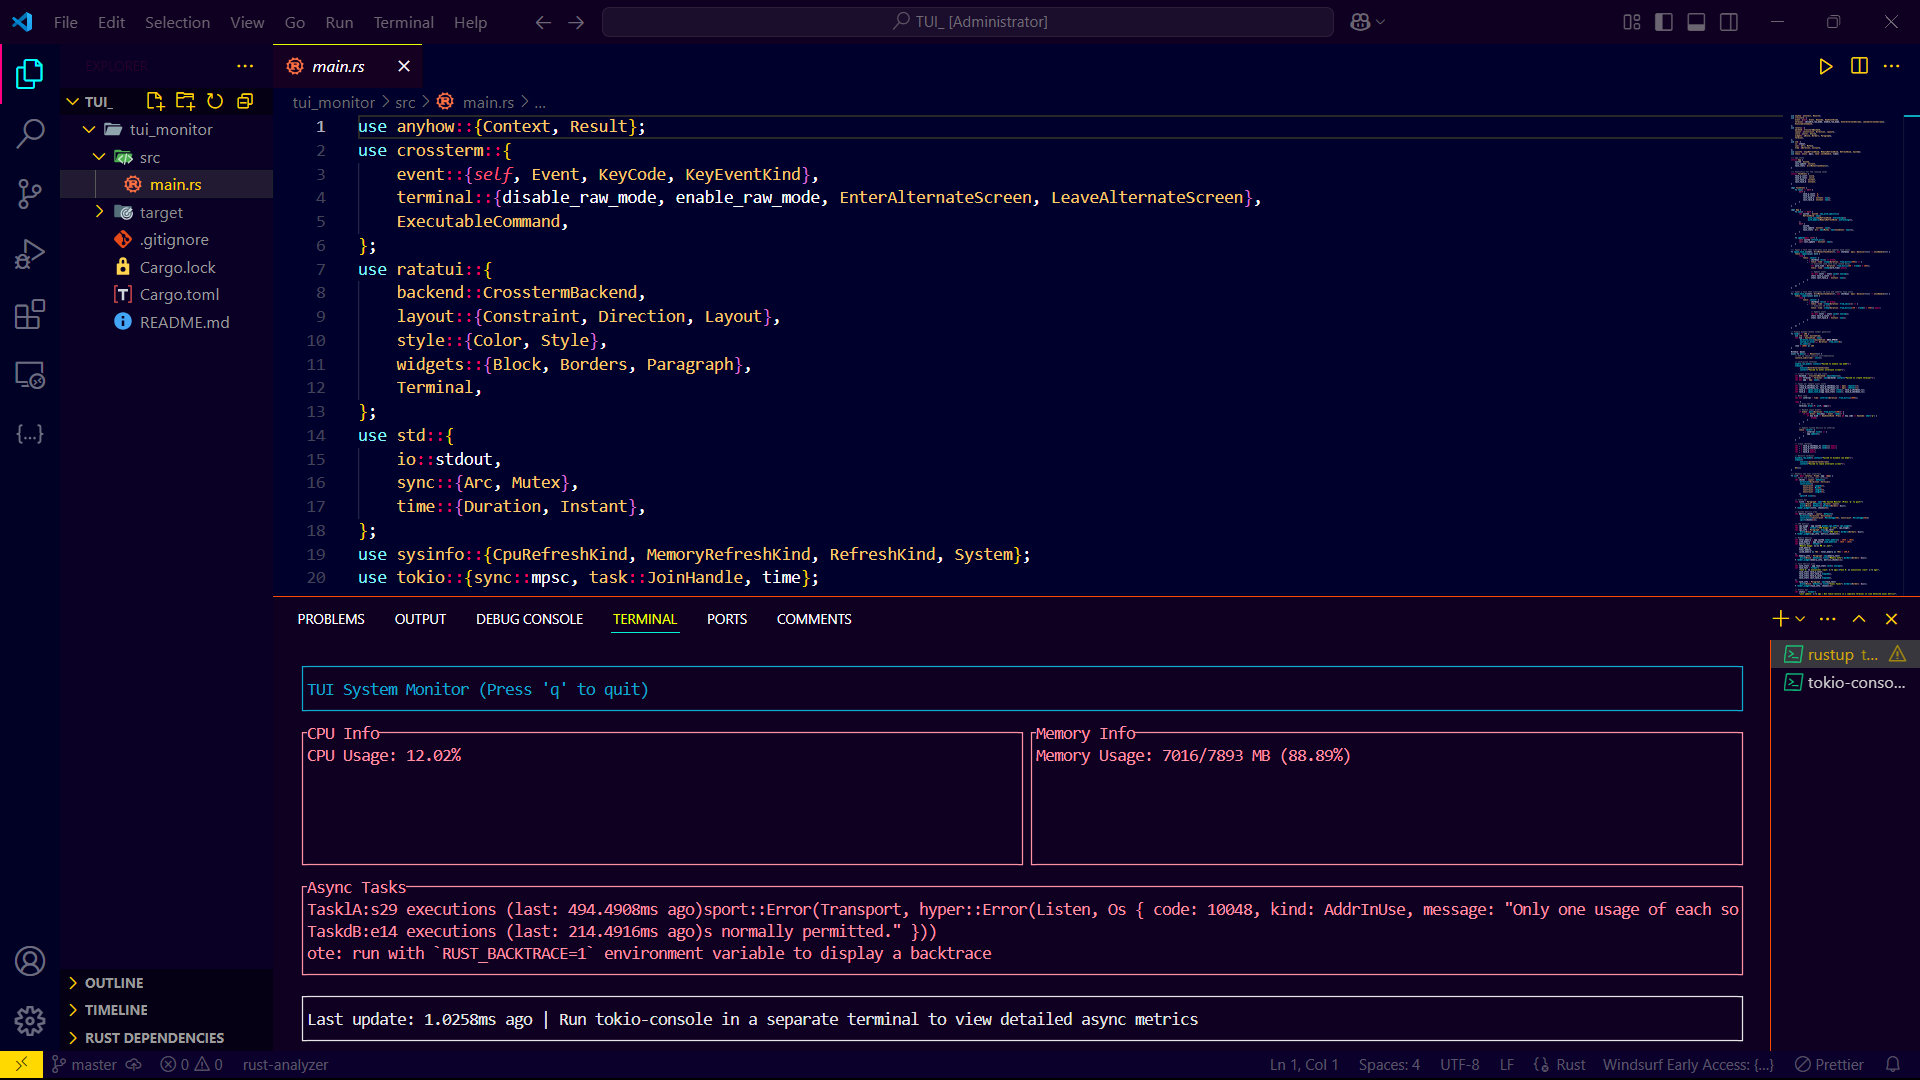 File Edit Selection View Go Run Terminal Help
TUI_ [Administrator]
EXPLORER
TUI_
tui_monitor
src
main.rs
target
.gitignore
Cargo.lock
Cargo.toml
README.md
OUTLINE
TIMELINE
RUST DEPENDENCIES
main.rs
tui_monitor > src > main.rs > ...
1 use anyhow::{Context, Result};
2 use crossterm::{
3 event::{self, Event, KeyCode, KeyEventKind},
4 terminal::{disable_raw_mode, enable_raw_mode, EnterAlternateScreen, LeaveAlternateScreen},
5 ExecutableCommand,
6 };
7 use ratatui::{
8 backend::CrosstermBackend,
9 layout::{Constraint, Direction, Layout},
10 style::{Color, Style},
11 widgets::{Block, Borders, Paragraph},
12 Terminal,
13 };
14 use std::{
15 io::stdout,
16 sync::{Arc, Mutex},
17 time::{Duration, Instant},
18 };
19 use sysinfo::{CpuRefreshKind, MemoryRefreshKind, RefreshKind, System};
20 use tokio::{sync::mpsc, task::JoinHandle, time};
PROBLEMS OUTPUT DEBUG CONSOLE TERMINAL PORTS COMMENTS
rustup t...
tokio-conso...
TUI System Monitor (Press 'q' to quit)
CPU Info
CPU Usage: 12.02%
Memory Info
Memory Usage: 7016/7893 MB (88.89%)
Async Tasks
TasklA:s29 executions (last: 494.4908ms ago)sport::Error(Transport, hyper::Error(Listen, Os { code: 10048, kind: AddrInUse, message: "Only one usage of each so
TaskdB:e14 executions (last: 214.4916ms ago)s normally permitted." }))
ote: run with `RUST_BACKTRACE=1` environment variable to display a backtrace
Last update: 1.0258ms ago | Run tokio-console in a separate terminal to view detailed async metrics
master 0 0 rust-analyzer
Ln 1, Col 1 Spaces: 4 UTF-8 LF Rust Windsurf Early Access: {...} Prettier